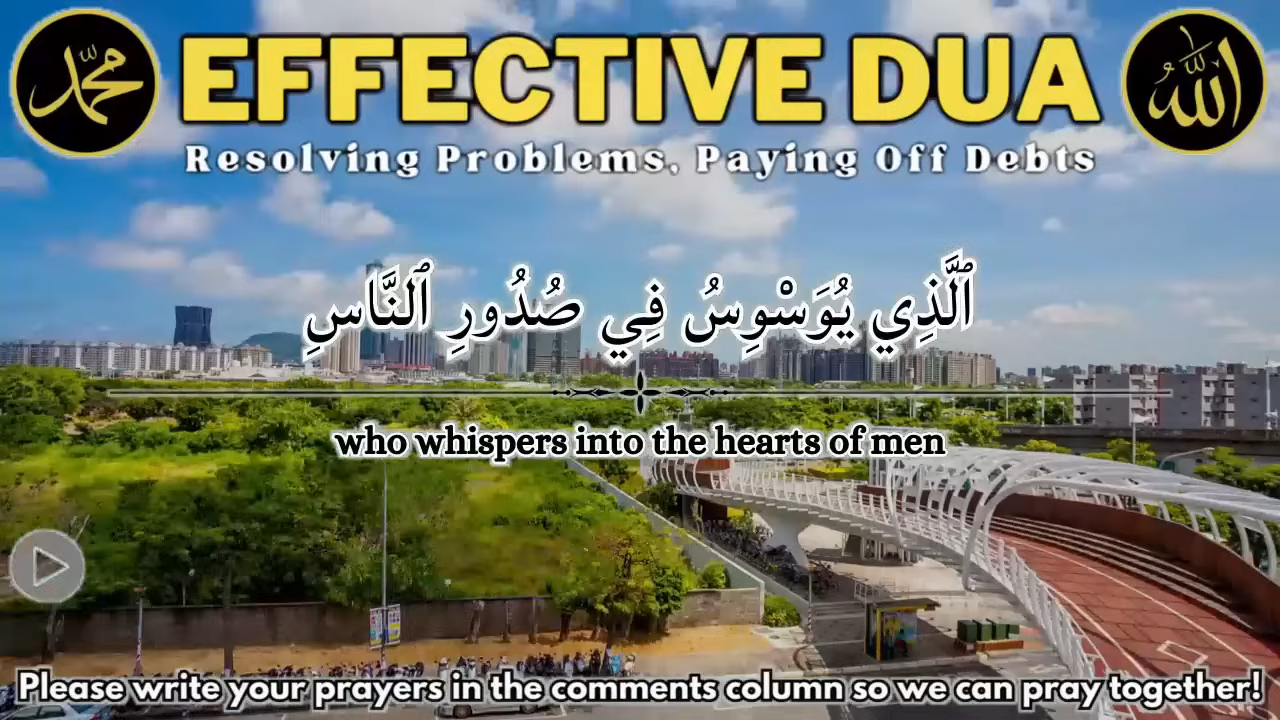 محمد
EFFECTIVE DUA
الله
Resolving Problems, Paying Off Debts
ٱلَّذِي يُوَسْوِسُ فِي صُدُورِ ٱلنَّاسِ
who whispers into the hearts of men
Please write your prayers in the comments column so we can pray together!